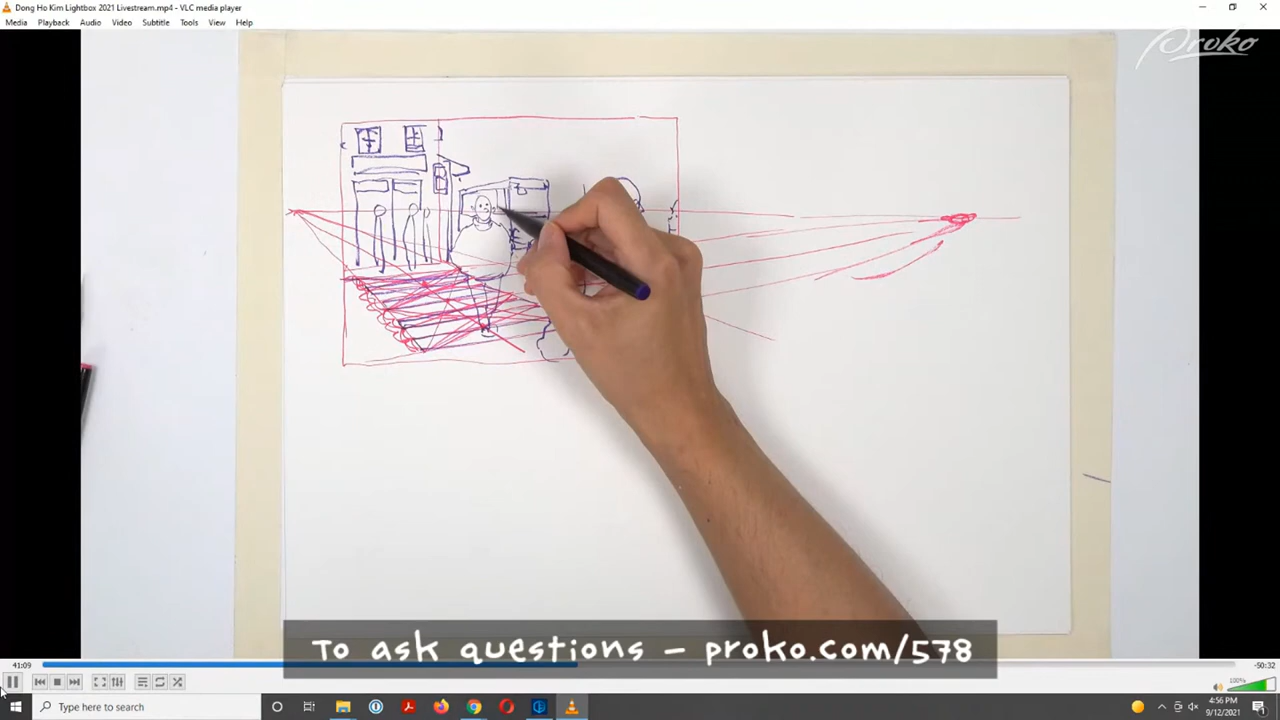 Dong Ho Kim Lightbox 2021 Livestream.mp4 - VLC media player
Media Playback Audio Video Subtitle Tools View Help
Proko
To ask questions – proko.com/578
41:09
-50:32
100%
Type here to search
4:56 PM
9/12/2021